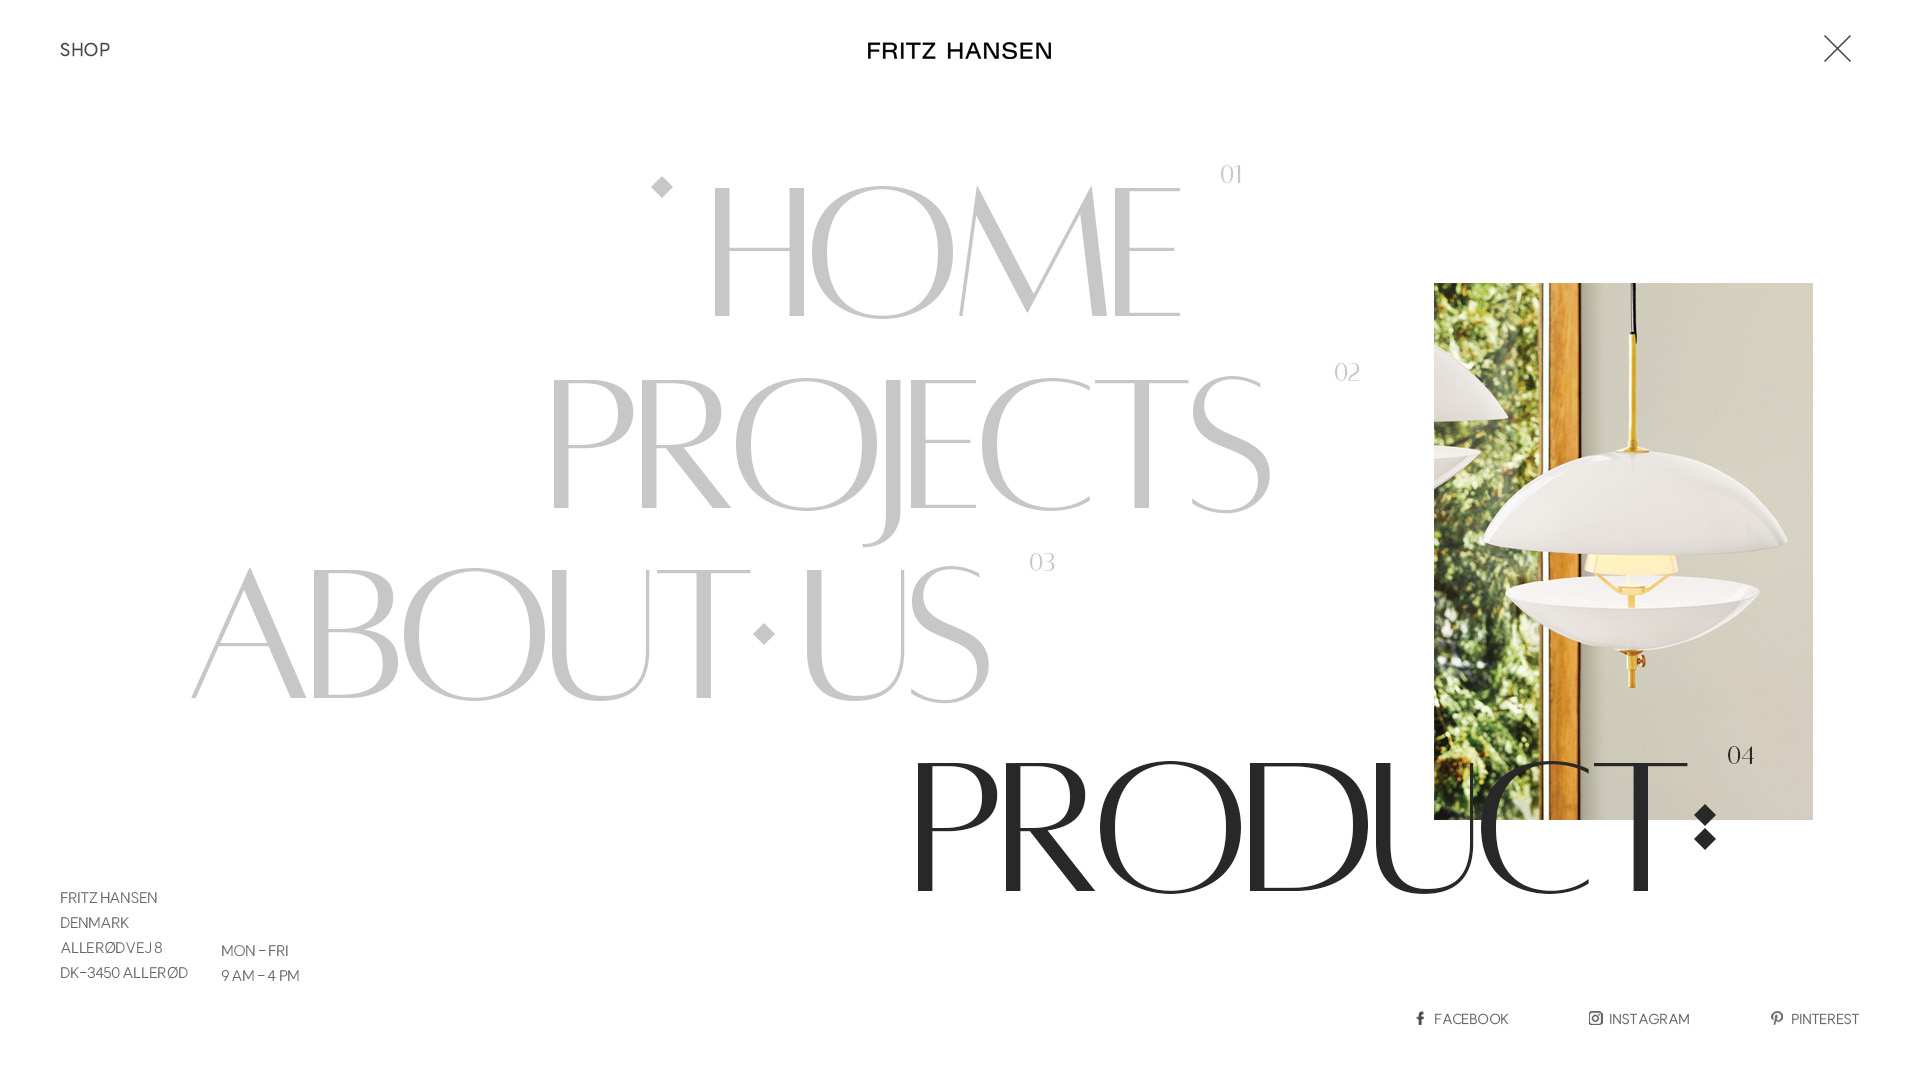 SHOP
FRITZ HANSEN
HOME
01
PROJECTS
02
ABOUT US
03
PRODUCT
04
FRITZ HANSEN
DENMARK
ALLERØDVEJ 8
DK-3450 ALLERØD
MON - FRI
9 AM - 4 PM
FACEBOOK
INSTAGRAM
PINTEREST